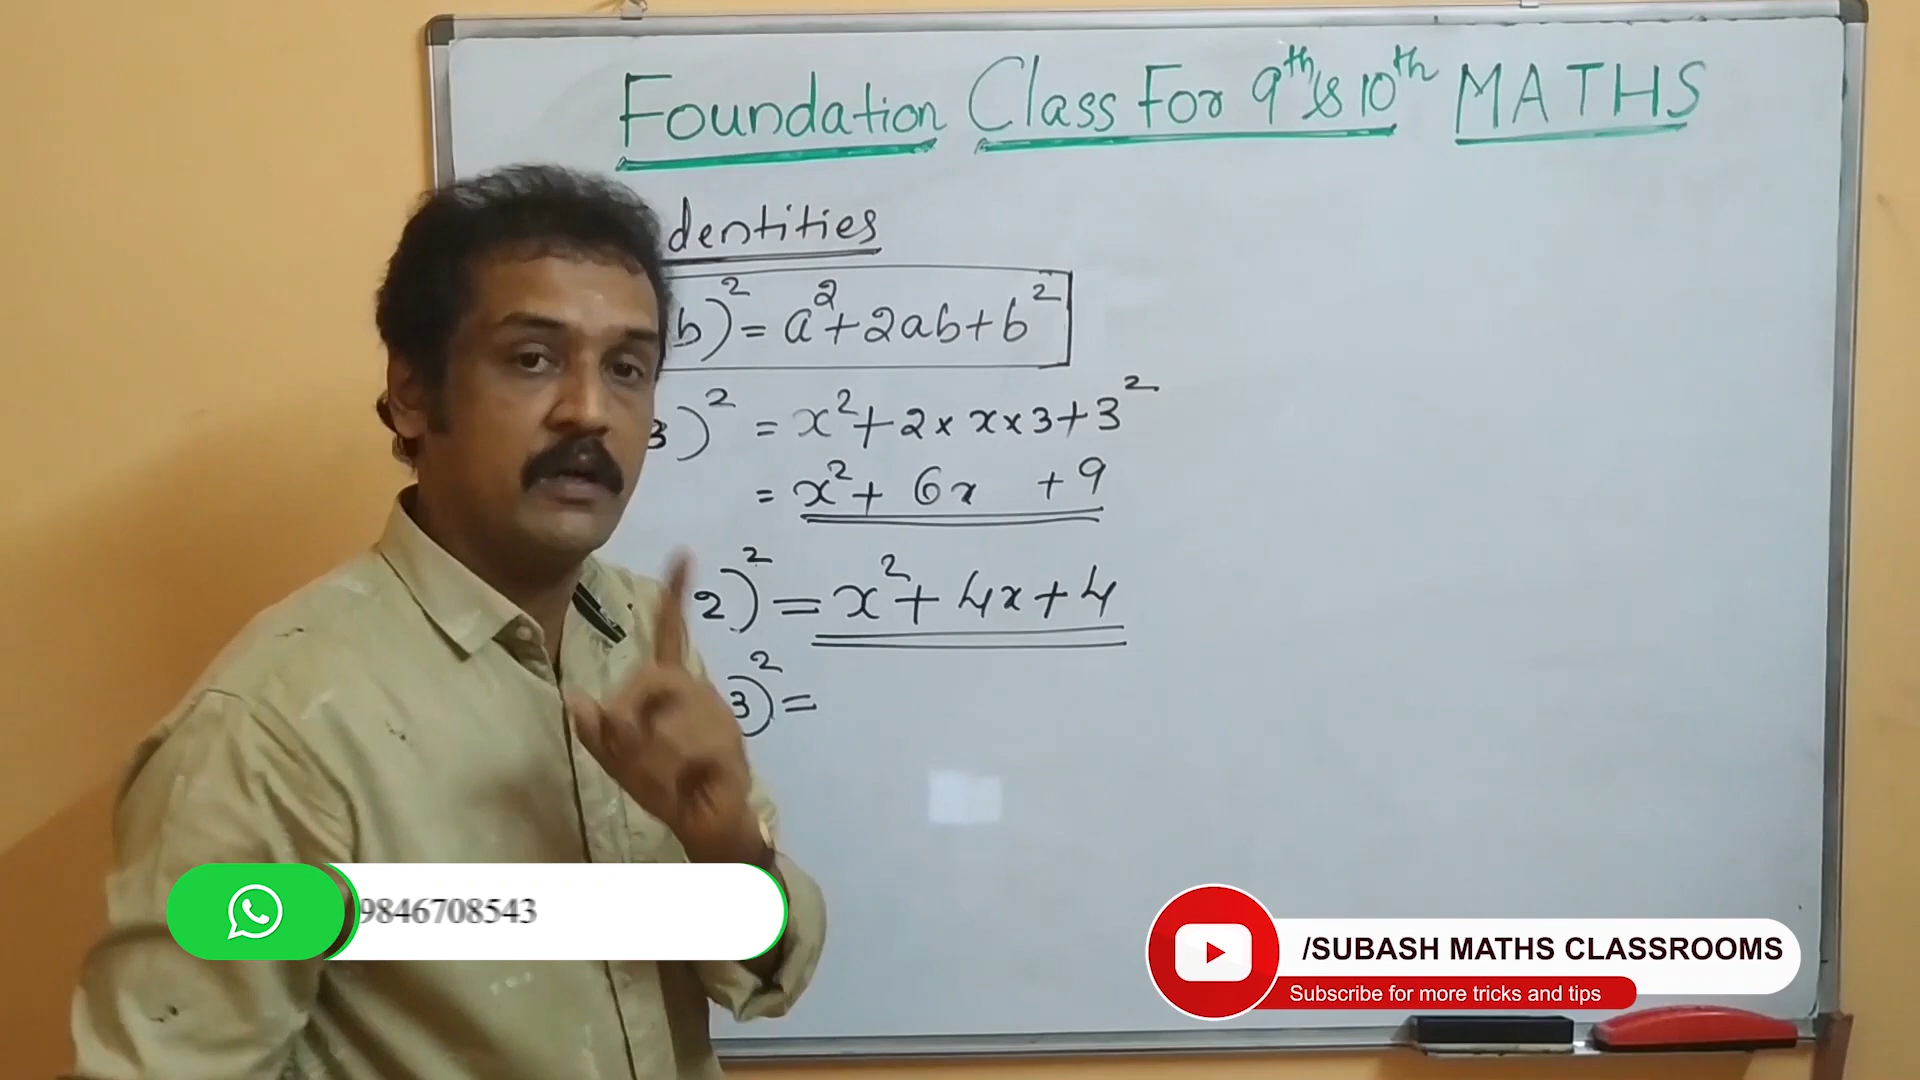 Foundation Class For 9th & 10th MATHS
dentities
b)² = a² + 2ab + b²
3)² = x² + 2 × x × 3 + 3²
= x² + 6x + 9
2)² = x² + 4x + 4
3)² =
9846708543
/SUBASH MATHS CLASSROOMS
Subscribe for more tricks and tips